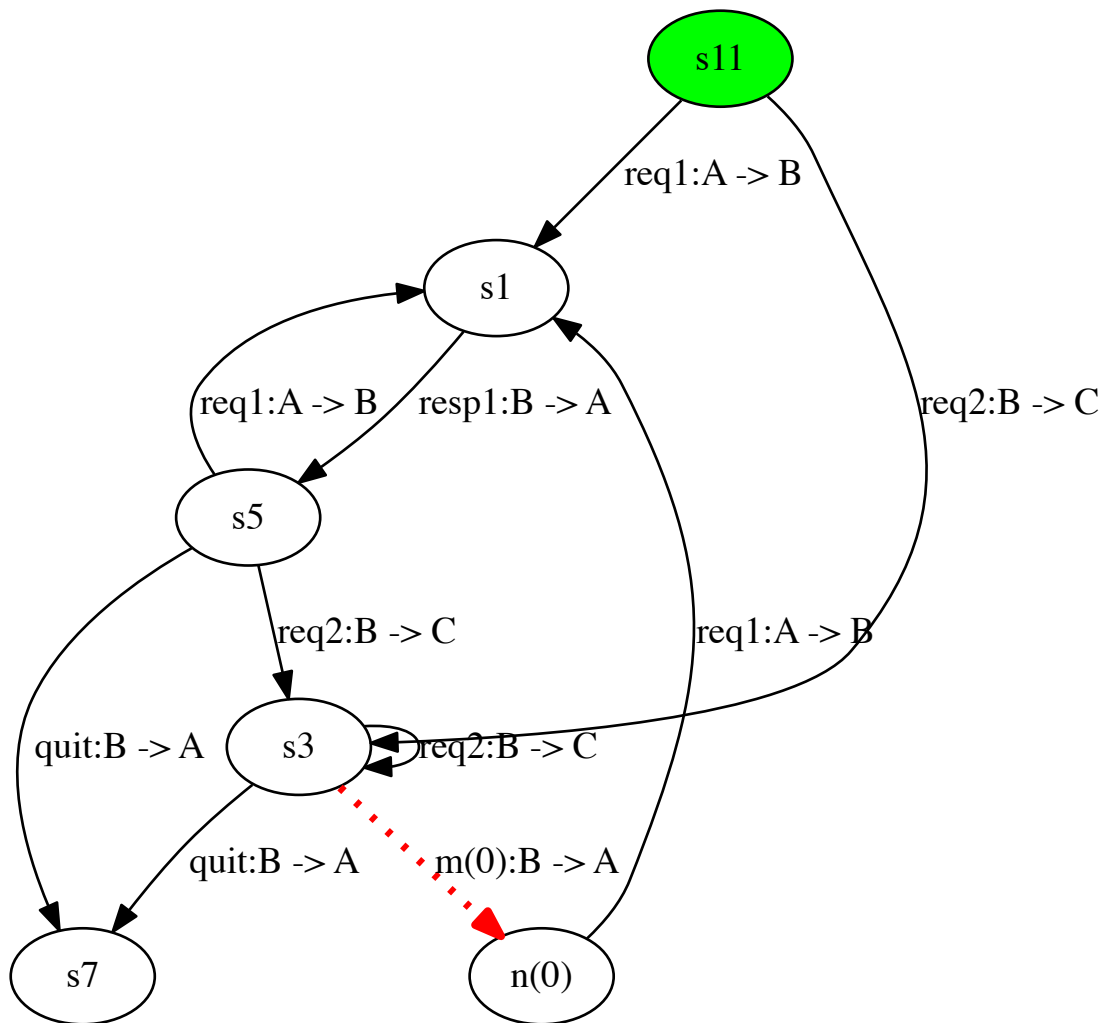 s11
req1:A -> B
s1
req1:A -> B
resp1:B -> A
req2:B -> C
s5
req2:B -> C
req1:A -> B
quit:B -> A
s3
req2:B -> C
quit:B -> A
m(0):B -> A
s7
n(0)